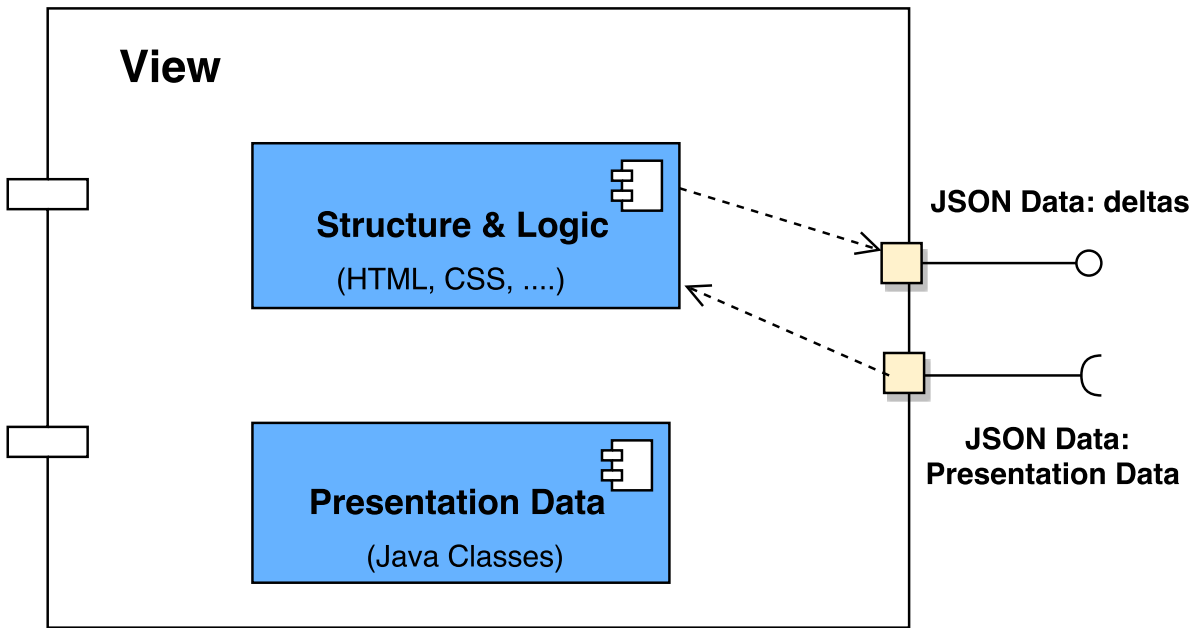 View
Structure & Logic
(HTML, CSS, ....)
JSON Data: deltas
JSON Data:
Presentation Data
Presentation Data
(Java Classes)